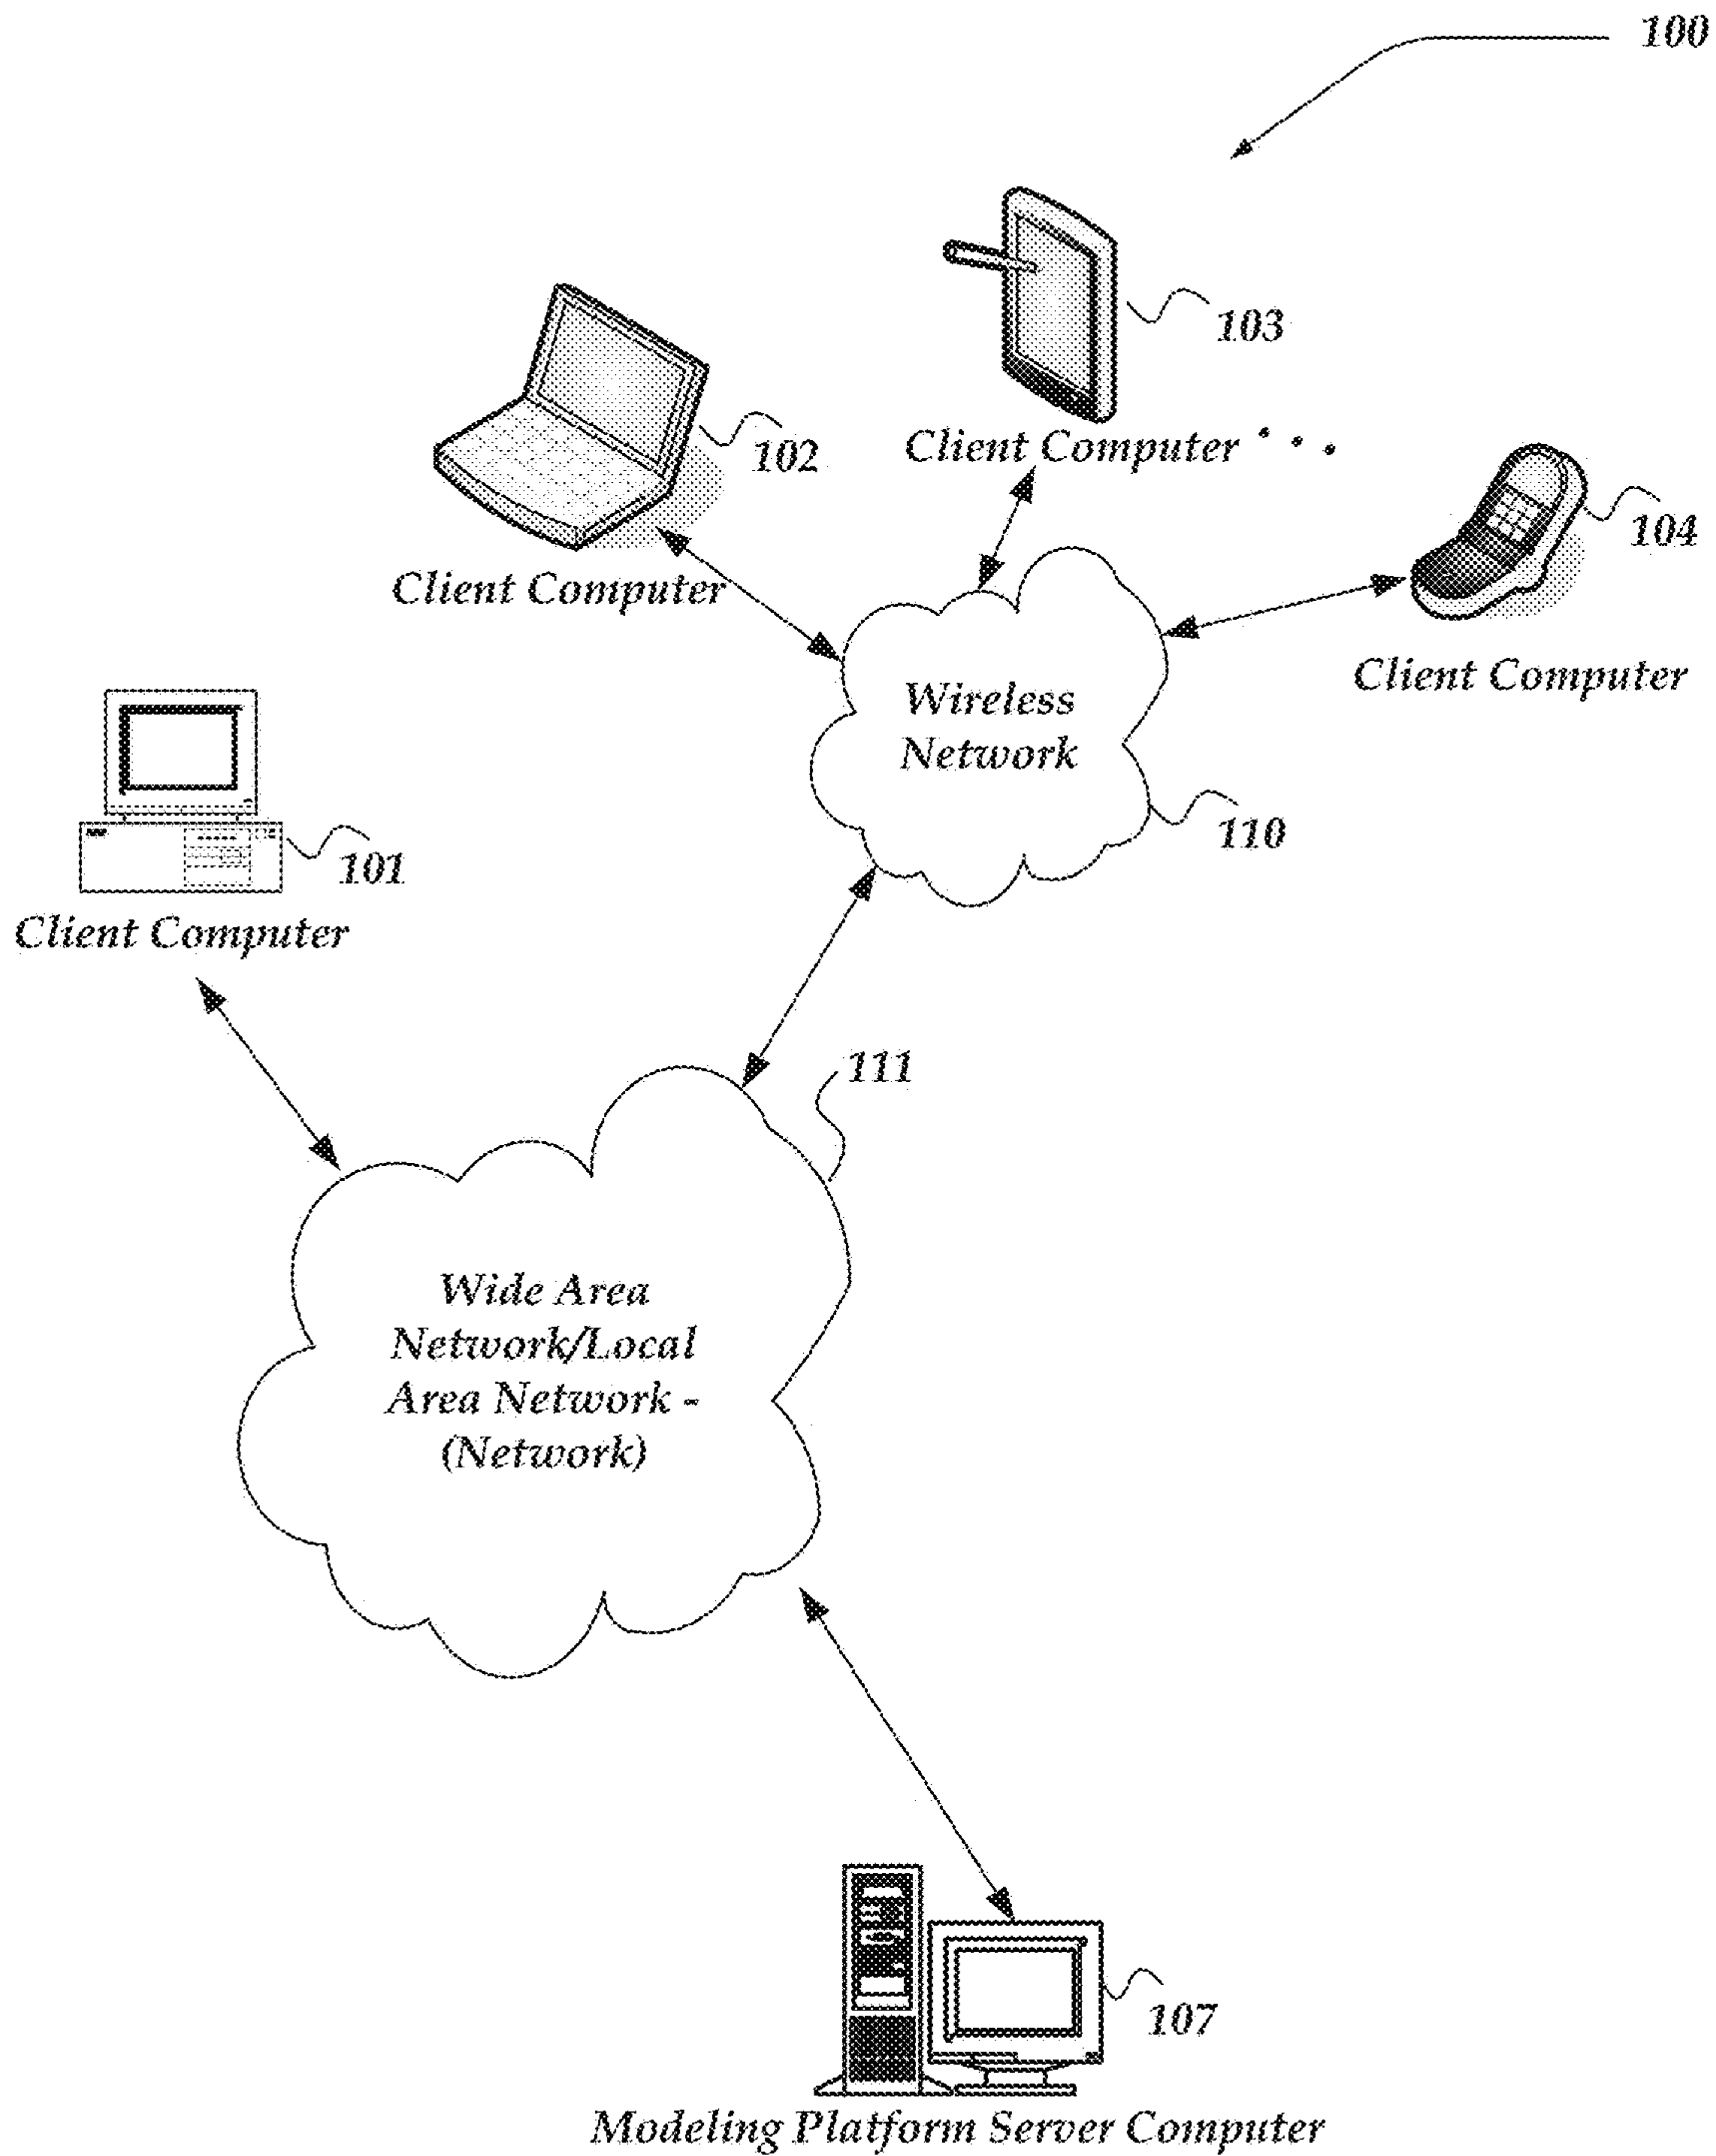 100
103
Client Computer . . .
102
104
Client Computer
Client Computer
Wireless
Network
110
101
Client Computer
111
Wide Area
Network/Local
Area Network -
(Network)
107
Modeling Platform Server Computer